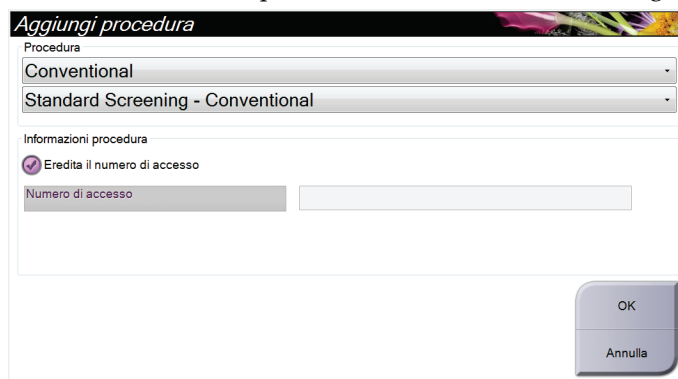 Aggiungi procedura
Procedura
Conventional
Standard Screening - Conventional
Informazioni procedura
Eredita il numero di accesso
Numero di accesso
OK
Annulla